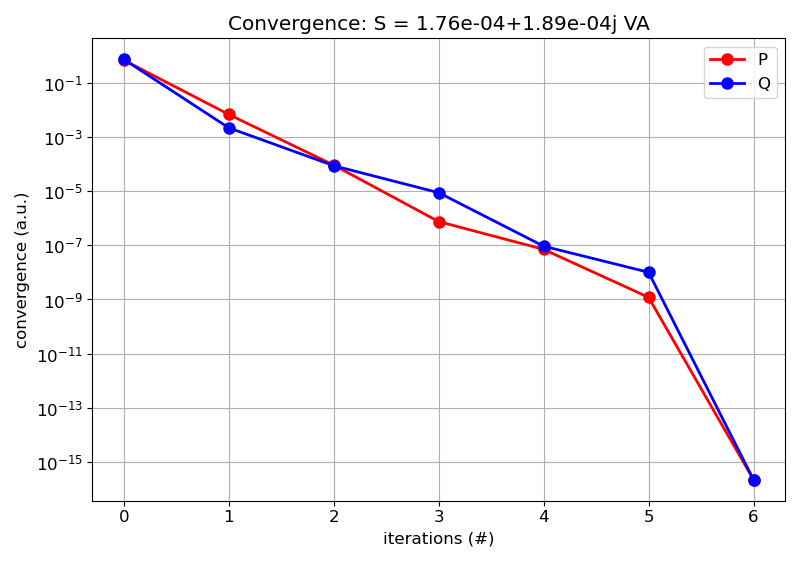 Convergence: S = 1.76e-04+1.89e-04j VA
P
Q
10⁻¹
10⁻³
10⁻⁵
10⁻⁷
10⁻⁹
10⁻¹¹
10⁻¹³
10⁻¹⁵
convergence (a.u.)
0 1 2 3 4 5 6
iterations (#)